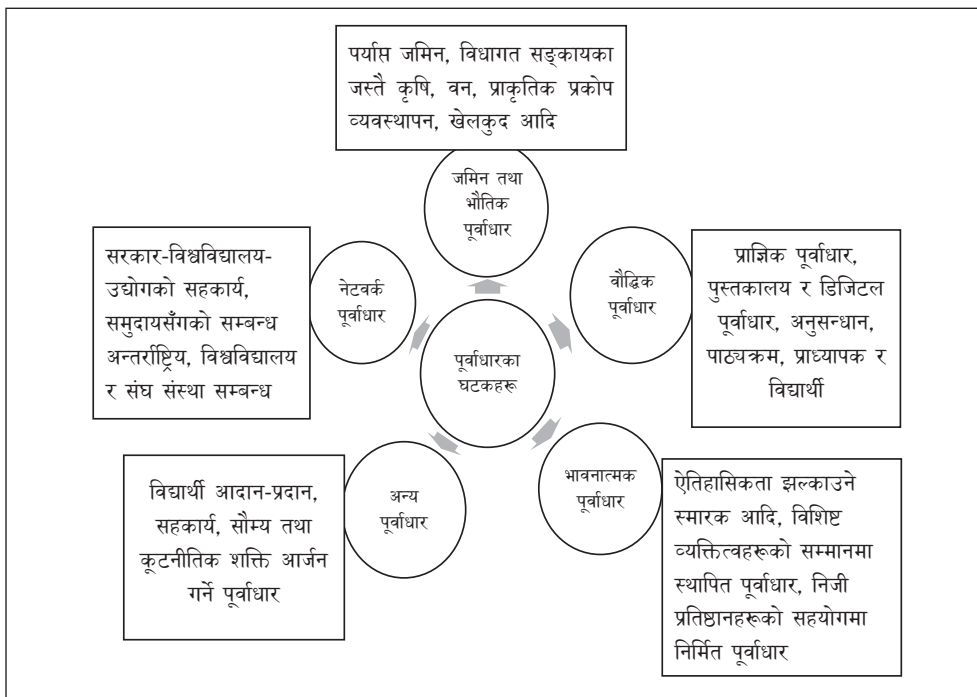 पर्याप्त जमिन, विधागत सङ्कायका
जस्तै कृषि, वन, प्राकृतिक प्रकोप
व्यवस्थापन, खेलकुद आदि
जमिन तथा
भौतिक
पूर्वाधार
सरकार-विश्वविद्यालय-
उद्योगको सहकार्य,
समुदायसँगको सम्बन्ध
अन्तर्राष्ट्रिय, विश्वविद्यालय
र संघ संस्था सम्बन्ध
नेटवर्क
पूर्वाधार
वौद्धिक
पूर्वाधार
प्राज्ञिक पूर्वाधार,
पुस्तकालय र डिजिटल
पूर्वाधार, अनुसन्धान,
पाठ्यक्रम, प्राध्यापक र
विद्यार्थी
पूर्वाधारका
घटकहरू
विद्यार्थी आदान-प्रदान,
सहकार्य, सौम्य तथा
कूटनीतिक शक्ति आर्जन
गर्ने पूर्वाधार
अन्य
पूर्वाधार
भावनात्मक
पूर्वाधार
ऐतिहासिकता झल्काउने
स्मारक आदि, विशिष्ट
व्यक्तित्वहरूको सम्मानमा
स्थापित पूर्वाधार, निजी
प्रतिष्ठानहरूको सहयोगमा
निर्मित पूर्वाधार